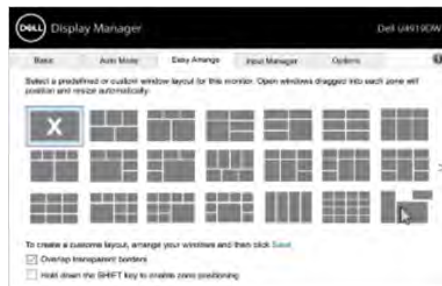 DELL Display Manager
Dell U4919DW
Basic Auto Mode Easy Arrange Input Manager Options
Select a predefined or custom window layout for this monitor. Open windows dragged into each zone will
position and resize automatically.
X
To create a custome layout, arrange your windows and then click Save
Overlap transparent borders
Hold down the SHIFT key to enable zone positioning